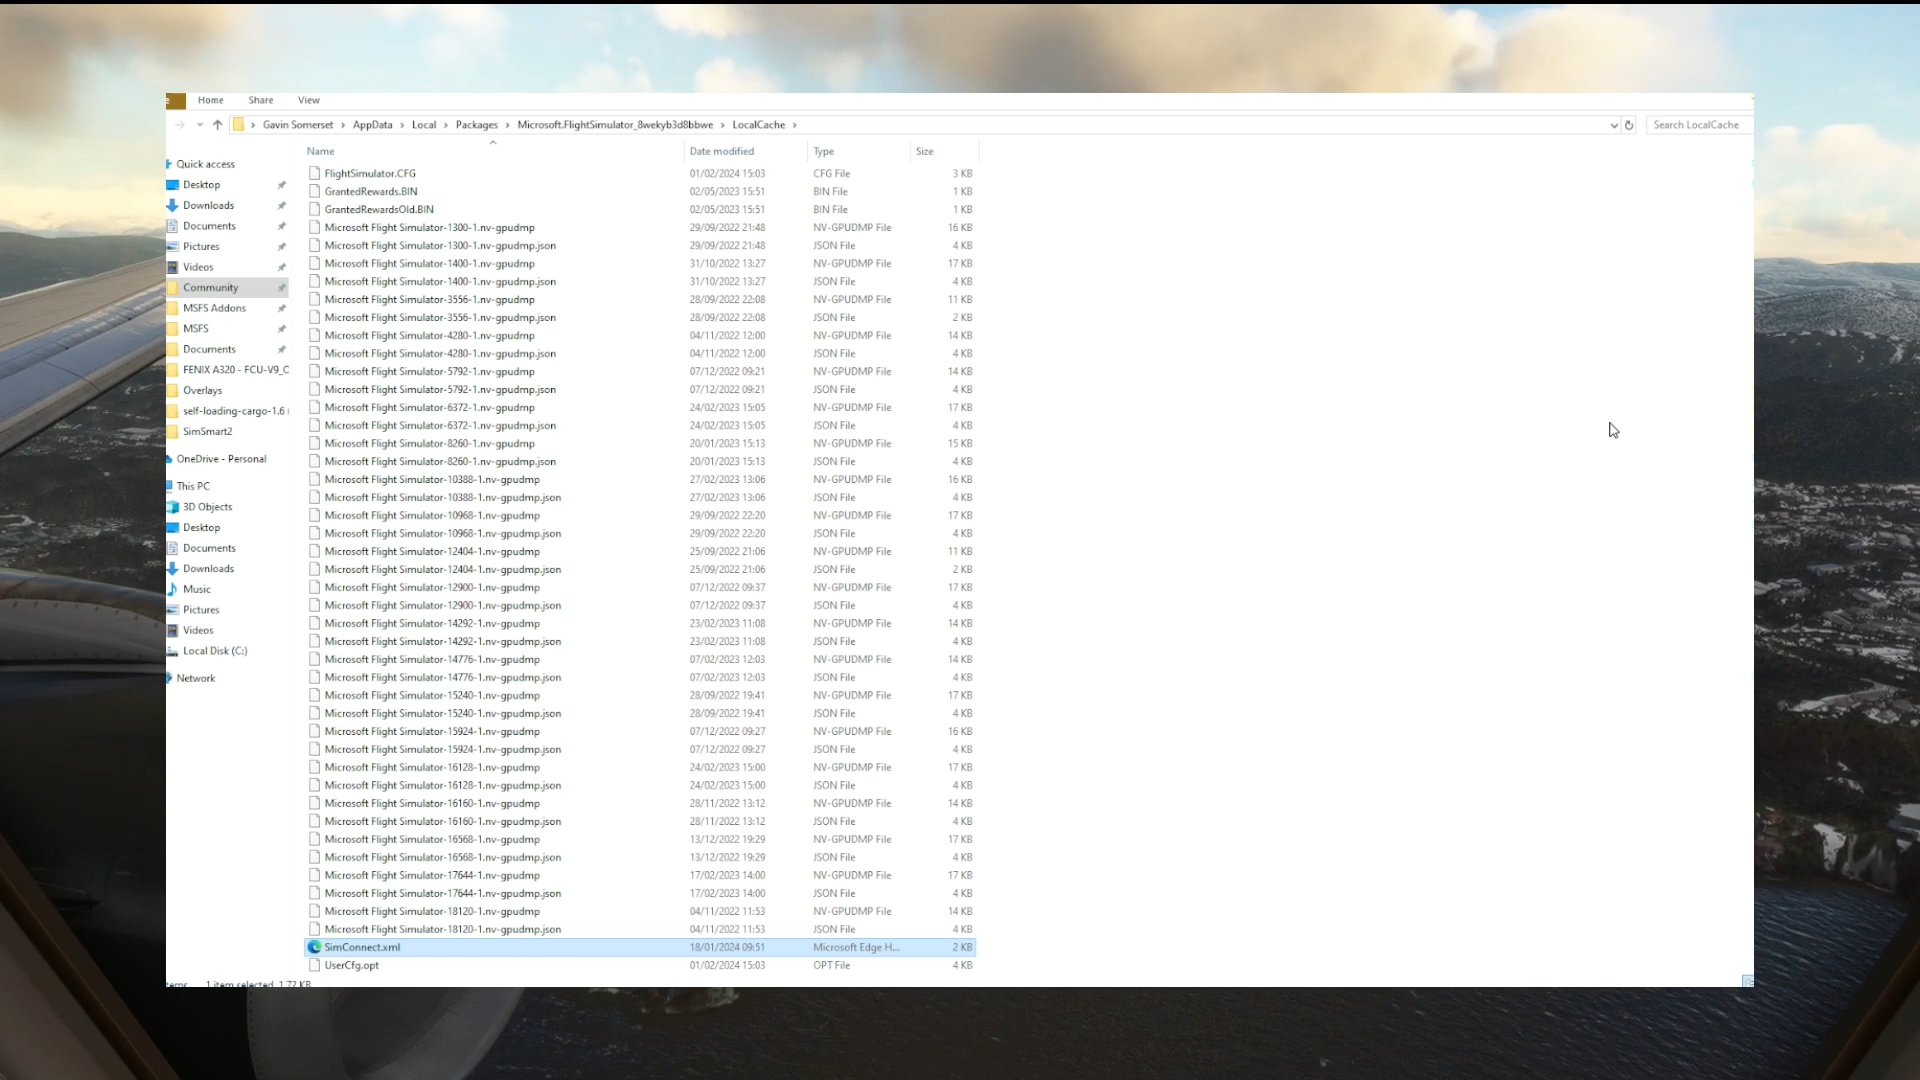 Home Share View
Gavin Somerset > AppData > Local > Packages > Microsoft.FlightSimulator_8wekyb3d8bbwe > LocalCache >
Search LocalCache
Quick access
Desktop
Downloads
Documents
Pictures
Videos
Community
MSFS Addons
MSFS
Documents
FENIX A320 - FCU-V9_C
Overlays
self-loading-cargo-1.6
SimSmart2
OneDrive - Personal
This PC
3D Objects
Desktop
Documents
Downloads
Music
Pictures
Videos
Local Disk (C:)
Network
Name Date modified Type Size
FlightSimulator.CFG 01/02/2024 15:03 CFG File 3 KB
GrantedRewards.BIN 02/05/2023 15:51 BIN File 1 KB
GrantedRewardsOld.BIN 02/05/2023 15:51 BIN File 1 KB
Microsoft Flight Simulator-1300-1.nv-gpudmp 29/09/2022 21:48 NV-GPUDMP File 16 KB
Microsoft Flight Simulator-1300-1.nv-gpudmp.json 29/09/2022 21:48 JSON File 4 KB
Microsoft Flight Simulator-1400-1.nv-gpudmp 31/10/2022 13:27 NV-GPUDMP File 17 KB
Microsoft Flight Simulator-1400-1.nv-gpudmp.json 31/10/2022 13:27 JSON File 4 KB
Microsoft Flight Simulator-3556-1.nv-gpudmp 28/09/2022 22:08 NV-GPUDMP File 11 KB
Microsoft Flight Simulator-3556-1.nv-gpudmp.json 28/09/2022 22:08 JSON File 2 KB
Microsoft Flight Simulator-4280-1.nv-gpudmp 04/11/2022 12:00 NV-GPUDMP File 14 KB
Microsoft Flight Simulator-4280-1.nv-gpudmp.json 04/11/2022 12:00 JSON File 4 KB
Microsoft Flight Simulator-5792-1.nv-gpudmp 07/12/2022 09:21 NV-GPUDMP File 14 KB
Microsoft Flight Simulator-5792-1.nv-gpudmp.json 07/12/2022 09:21 JSON File 4 KB
Microsoft Flight Simulator-6372-1.nv-gpudmp 24/02/2023 15:05 NV-GPUDMP File 17 KB
Microsoft Flight Simulator-6372-1.nv-gpudmp.json 24/02/2023 15:05 JSON File 4 KB
Microsoft Flight Simulator-8260-1.nv-gpudmp 20/01/2023 15:13 NV-GPUDMP File 15 KB
Microsoft Flight Simulator-8260-1.nv-gpudmp.json 20/01/2023 15:13 JSON File 4 KB
Microsoft Flight Simulator-10388-1.nv-gpudmp 27/02/2023 13:06 NV-GPUDMP File 16 KB
Microsoft Flight Simulator-10388-1.nv-gpudmp.json 27/02/2023 13:06 JSON File 4 KB
Microsoft Flight Simulator-10968-1.nv-gpudmp 29/09/2022 22:20 NV-GPUDMP File 17 KB
Microsoft Flight Simulator-10968-1.nv-gpudmp.json 29/09/2022 22:20 JSON File 4 KB
Microsoft Flight Simulator-12404-1.nv-gpudmp 25/09/2022 21:06 NV-GPUDMP File 11 KB
Microsoft Flight Simulator-12404-1.nv-gpudmp.json 25/09/2022 21:06 JSON File 2 KB
Microsoft Flight Simulator-12900-1.nv-gpudmp 07/12/2022 09:37 NV-GPUDMP File 17 KB
Microsoft Flight Simulator-12900-1.nv-gpudmp.json 07/12/2022 09:37 JSON File 4 KB
Microsoft Flight Simulator-14292-1.nv-gpudmp 23/02/2023 11:08 NV-GPUDMP File 14 KB
Microsoft Flight Simulator-14292-1.nv-gpudmp.json 23/02/2023 11:08 JSON File 4 KB
Microsoft Flight Simulator-14776-1.nv-gpudmp 07/02/2023 12:03 NV-GPUDMP File 14 KB
Microsoft Flight Simulator-14776-1.nv-gpudmp.json 07/02/2023 12:03 JSON File 4 KB
Microsoft Flight Simulator-15240-1.nv-gpudmp 28/09/2022 19:41 NV-GPUDMP File 17 KB
Microsoft Flight Simulator-15240-1.nv-gpudmp.json 28/09/2022 19:41 JSON File 4 KB
Microsoft Flight Simulator-15924-1.nv-gpudmp 07/12/2022 09:27 NV-GPUDMP File 16 KB
Microsoft Flight Simulator-15924-1.nv-gpudmp.json 07/12/2022 09:27 JSON File 4 KB
Microsoft Flight Simulator-16128-1.nv-gpudmp 24/02/2023 15:00 NV-GPUDMP File 17 KB
Microsoft Flight Simulator-16128-1.nv-gpudmp.json 24/02/2023 15:00 JSON File 4 KB
Microsoft Flight Simulator-16160-1.nv-gpudmp 28/11/2022 13:12 NV-GPUDMP File 14 KB
Microsoft Flight Simulator-16160-1.nv-gpudmp.json 28/11/2022 13:12 JSON File 4 KB
Microsoft Flight Simulator-16568-1.nv-gpudmp 13/12/2022 19:29 NV-GPUDMP File 17 KB
Microsoft Flight Simulator-16568-1.nv-gpudmp.json 13/12/2022 19:29 JSON File 4 KB
Microsoft Flight Simulator-17644-1.nv-gpudmp 17/02/2023 14:00 NV-GPUDMP File 17 KB
Microsoft Flight Simulator-17644-1.nv-gpudmp.json 17/02/2023 14:00 JSON File 4 KB
Microsoft Flight Simulator-18120-1.nv-gpudmp 04/11/2022 11:53 NV-GPUDMP File 14 KB
Microsoft Flight Simulator-18120-1.nv-gpudmp.json 04/11/2022 11:53 JSON File 4 KB
SimConnect.xml 18/01/2024 09:51 Microsoft Edge H... 2 KB
UserCfg.opt 01/02/2024 15:03 OPT File 4 KB
1 item selected 1.72 KB